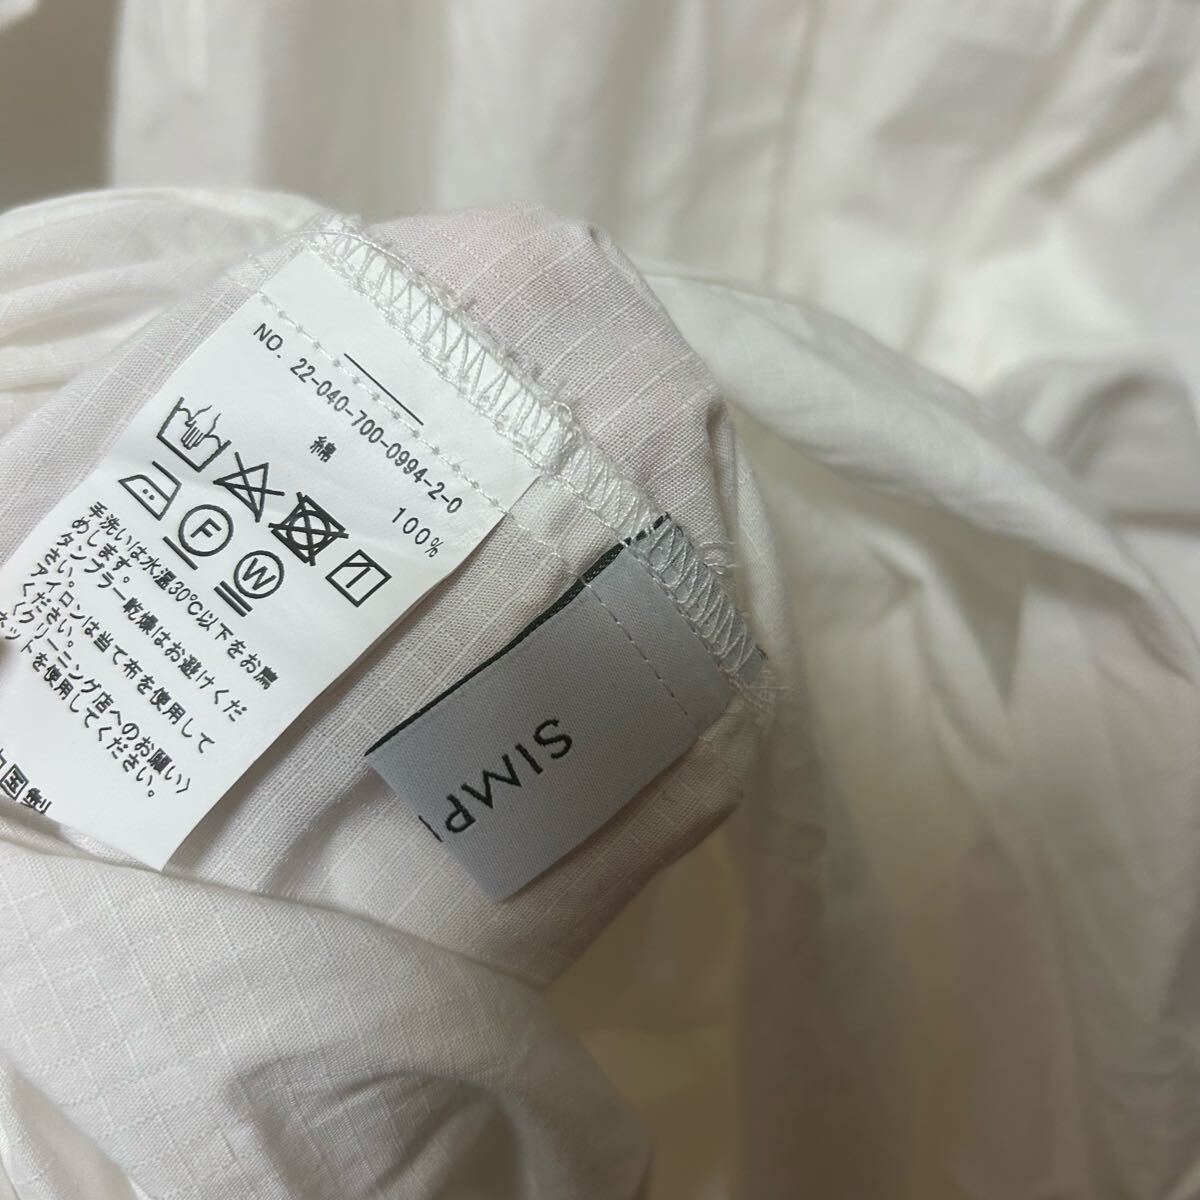 NO. 22-040-700-0994-2-0
綿 100%
F
W
手洗いは水温30℃以下をお薦
めします。
タンブラー乾燥はお避けくだ
さい。
アイロンは当て布を使用して
ください。
〈クリーニング店へのお願い〉
ネットを使用してください。
中国製
SIMP